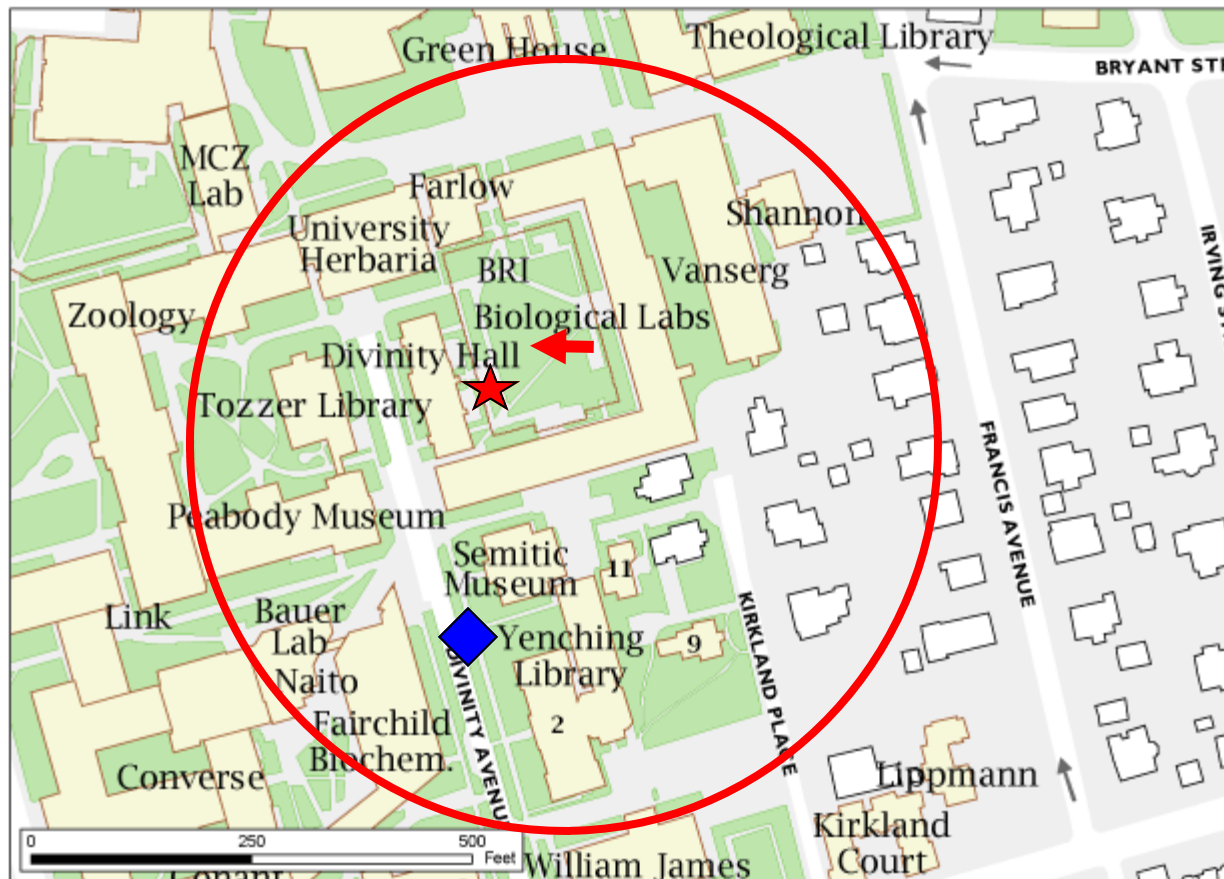 Theological Library
Green House
BRYANT ST
MCZ
Lab
Farlow
University
Herbaria
Shannon
BRI
Vanserg
IRVING S
Zoology
Biological Labs
Divinity Hall
Tozzer Library
FRANCIS AVENUE
Peabody Museum
Semitic
Museum
11
Link
Bauer
Lab
KIRKLAND PLACE
Yenching
Library
9
Naito
DIVINITY AVENU
2
Fairchild
Biochem.
Converse
Lippmann
Kirkland
Court
0 250 500
Feet
William James
Conant